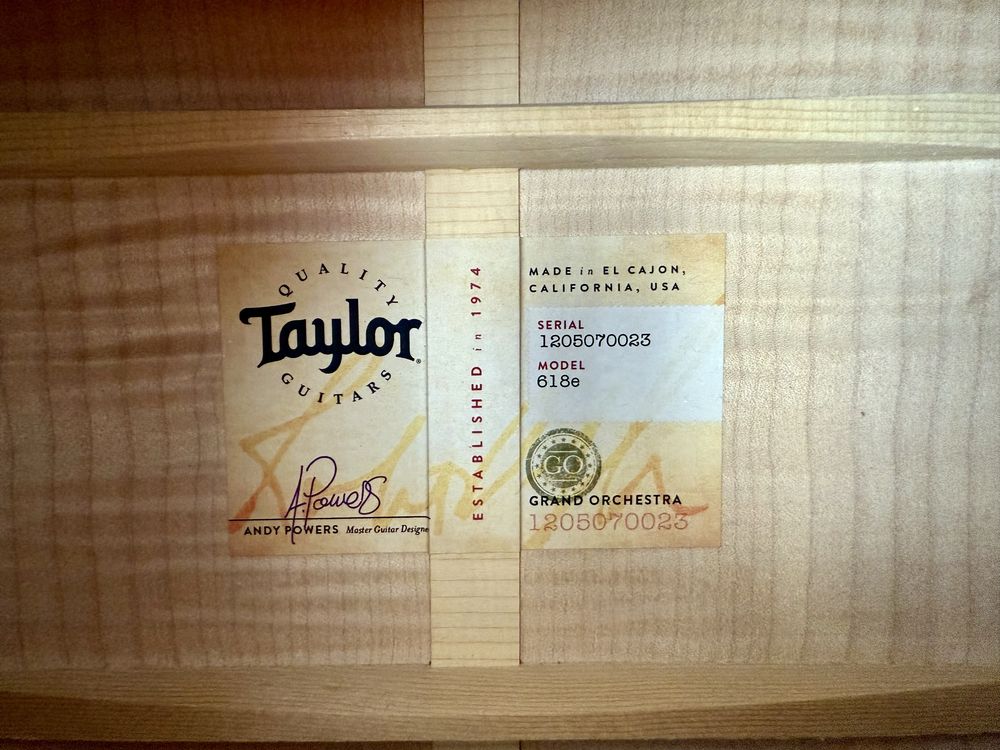 QUALITY
Taylor
GUITARS
A. Powers
ANDY POWERS Master Guitar Designe
ESTABLISHED in 1974
MADE in EL CAJON,
CALIFORNIA, USA
SERIAL
1205070023
MODEL
618e
GO
GRAND ORCHESTRA
1205070023